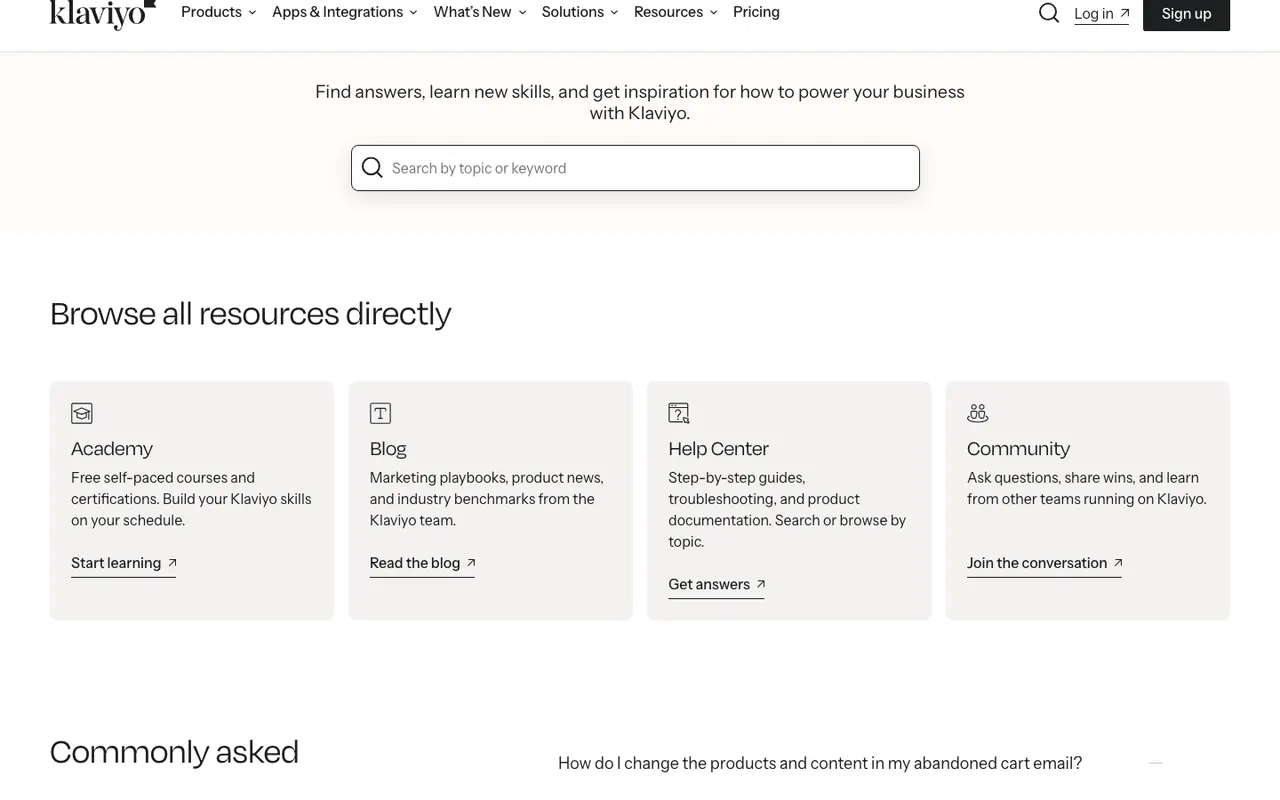 klaviyo
Products
Apps & Integrations
What's New
Solutions
Resources
Pricing
Log in
Sign up
Find answers, learn new skills, and get inspiration for how to power your business
with Klaviyo.
Search by topic or keyword
Browse all resources directly
Academy
Free self-paced courses and
certifications. Build your Klaviyo skills
on your schedule.
Start learning
Blog
Marketing playbooks, product news,
and industry benchmarks from the
Klaviyo team.
Read the blog
Help Center
Step-by-step guides,
troubleshooting, and product
documentation. Search or browse by
topic.
Get answers
Community
Ask questions, share wins, and learn
from other teams running on Klaviyo.
Join the conversation
Commonly asked
How do I change the products and content in my abandoned cart email?